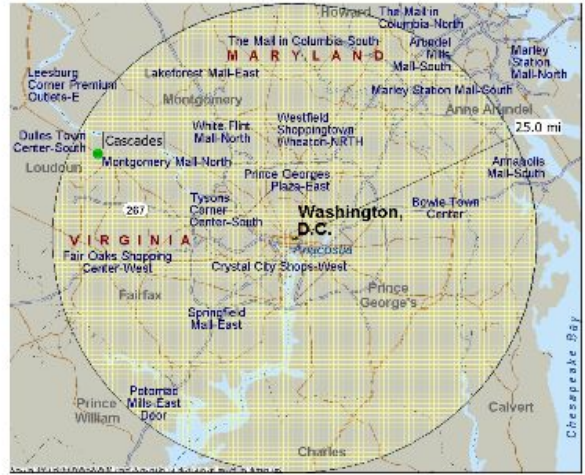 Howard
The Mall in
Columbia-North
The Mall in Columbia-South
Arundel
Mills
Mall-South
Marley
Station
Mall-North
MARYLAND
Leesburg
Corner Premium
Outlets-E
Lakeforest Mall-East
Marley Station Mall-South
Montgomery
Anne Arundel
Westfield
Shoppingtown
Wheaton-NRTH
White Flint
Mall-North
25.0 mi
Dulles Town
Center-South
Cascades
Loudoun
Montgomery Mall-North
Annapolis
Mall-South
Prince Georges
Plaza-East
Tysons
Corner
Center-South
Bowie Town
Center
267
Washington,
D.C.
VIRGINIA
Anacostia
Fair Oaks Shopping
Center-West
Crystal City Shops-West
Fairfax
Prince
George's
Springfield
Mall-East
Chesapeake Bay
Potomac
Mills-East
Door
Prince
William
Calvert
Charles